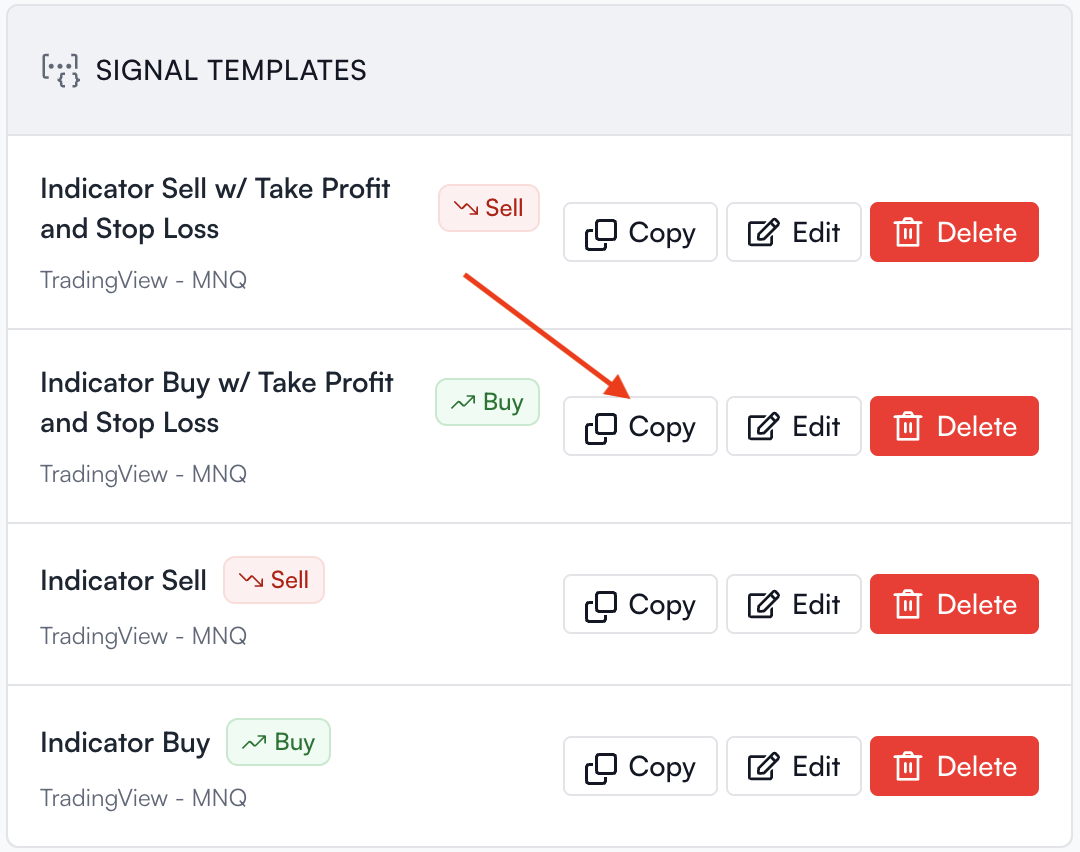 SIGNAL TEMPLATES
Indicator Sell w/ Take Profit
and Stop Loss
Sell
TradingView - MNQ
Copy
Edit
Delete
Indicator Buy w/ Take Profit
and Stop Loss
Buy
TradingView - MNQ
Copy
Edit
Delete
Indicator Sell
Sell
TradingView - MNQ
Copy
Edit
Delete
Indicator Buy
Buy
TradingView - MNQ
Copy
Edit
Delete